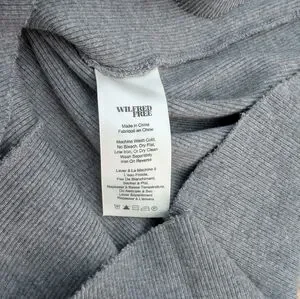 WILFRED
FREE
Made in China
Fabriqué en Chine
Machine Wash Cold,
No Bleach, Dry Flat,
Low Iron, Or Dry Clean
Wash Separately
Iron On Reverse
Laver à La Machine à
L'eau Froide,
Pas De Blanchiment,
Sécher à Plat,
Repasser à Basse Température,
Ou Nettoyer à Sec
Laver Séparément
Repasser à L'envers